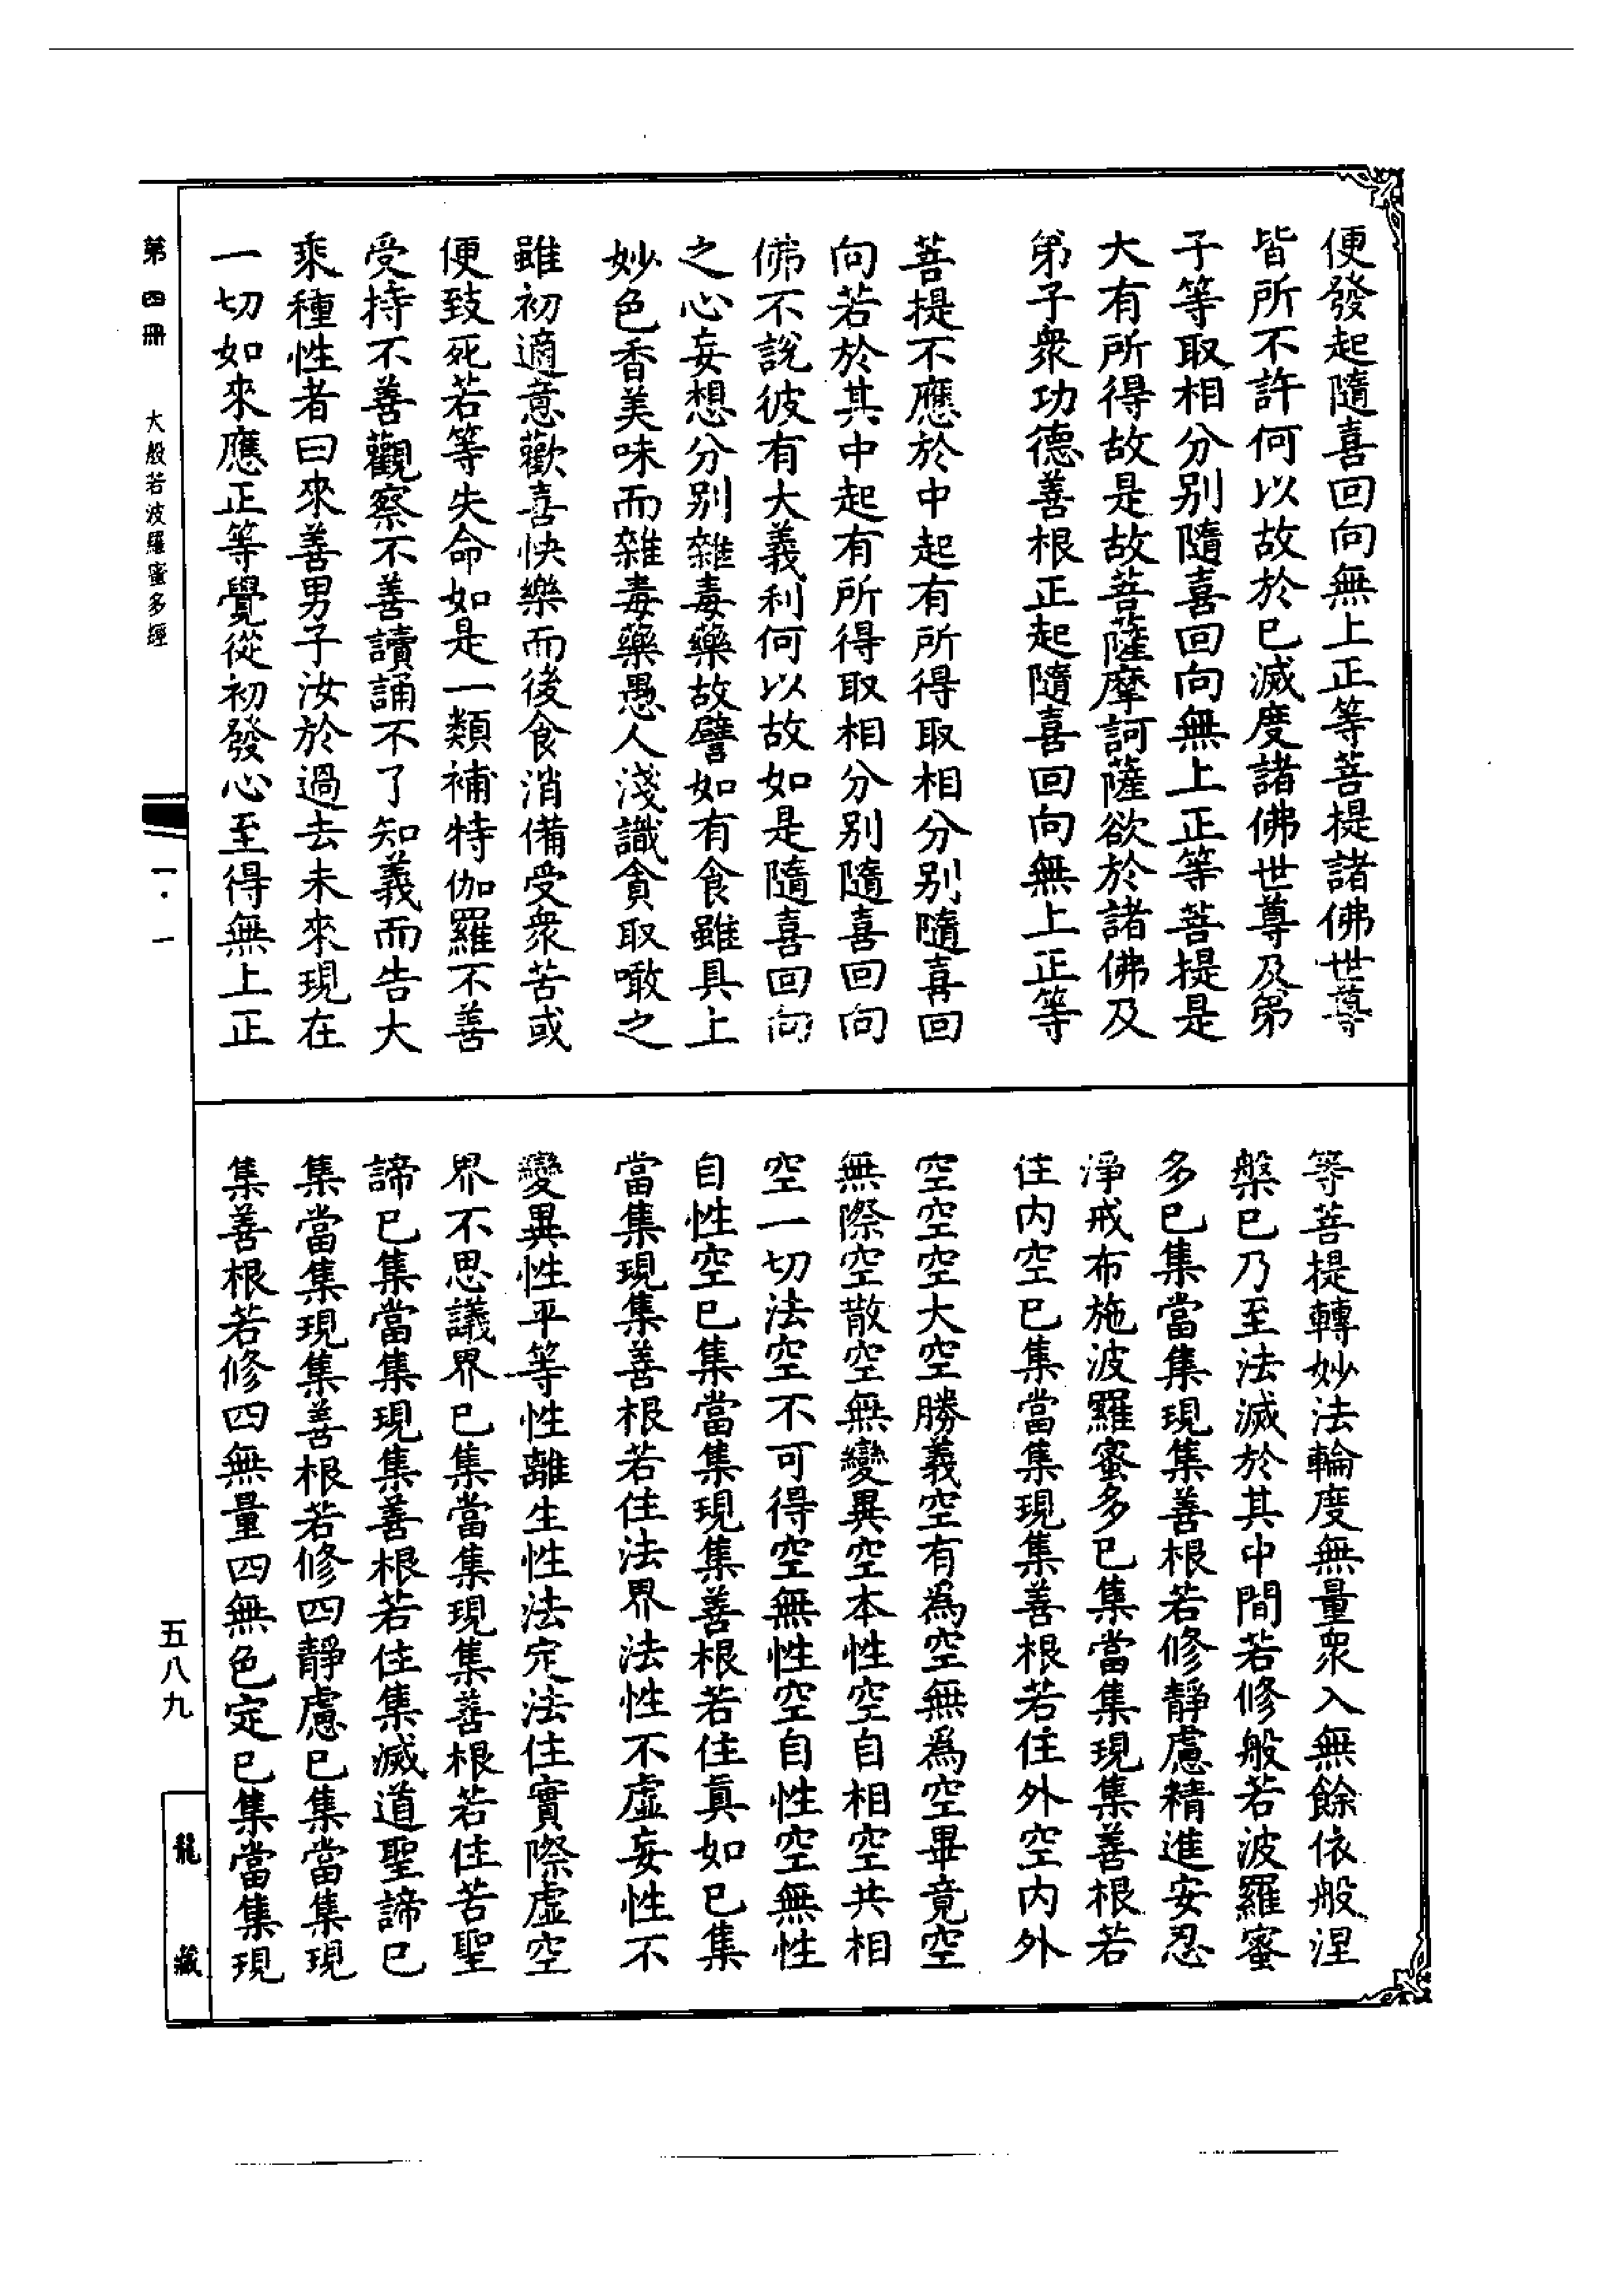 便發起隨喜回向無上正等菩提諸佛世尊
皆所不許何以故於已滅度諸佛世尊及第
子等取相分別隨喜回向無上正等菩提是
大有所得故是故菩薩摩訶薩欲於諸佛及
弟子衆功德善根正起隨喜回向無上正等
菩提不應於中起有所得取相分別隨喜回
向若於其中起有所得取相分別隨喜回向
佛不說彼有大義利何以故如是隨喜回向
之心妄想分別雜毒藥故譬如有食雖具上
妙色香美味而雜毒藥愚人淺識貪取噉之
雖初適意歡喜快樂而後食消備受衆苦或
便致死若等失命如是一類補特伽羅不善
受持不善觀察不善讀誦不了知義而告大
乘種性者曰來善男子汝於過去未來現在
一切如來應正等覺從初發心至得無上正
等菩提轉妙法輪度無量衆入無餘依般涅
槃已乃至法滅於其中間若修般若波羅蜜
多已集當集現集善根若修靜慮精進安忍
淨戒布施波羅蜜多已集當集現集善根若
住內空已集當集現集善根若住外空內外
空空空大空勝義空有為空無為空畢竟空
無際空散空無變異空本性空自相空共相
空一切法空不可得空無性空自性空無性
自性空已集當集現集善根若住真如已集
當集現集善根若住法界法性不虛妄性不
變異性平等性離生性法定法住實際虛空
界不思議界已集當集現集善根若住苦聖
諦已集當集現集善根若住集滅道聖諦已
集當集現集善根若修四靜慮已集當集現
集善根若修四無量四無色定已集當集現
第四冊 大般若波羅蜜多經
一·一
五八九
龍藏